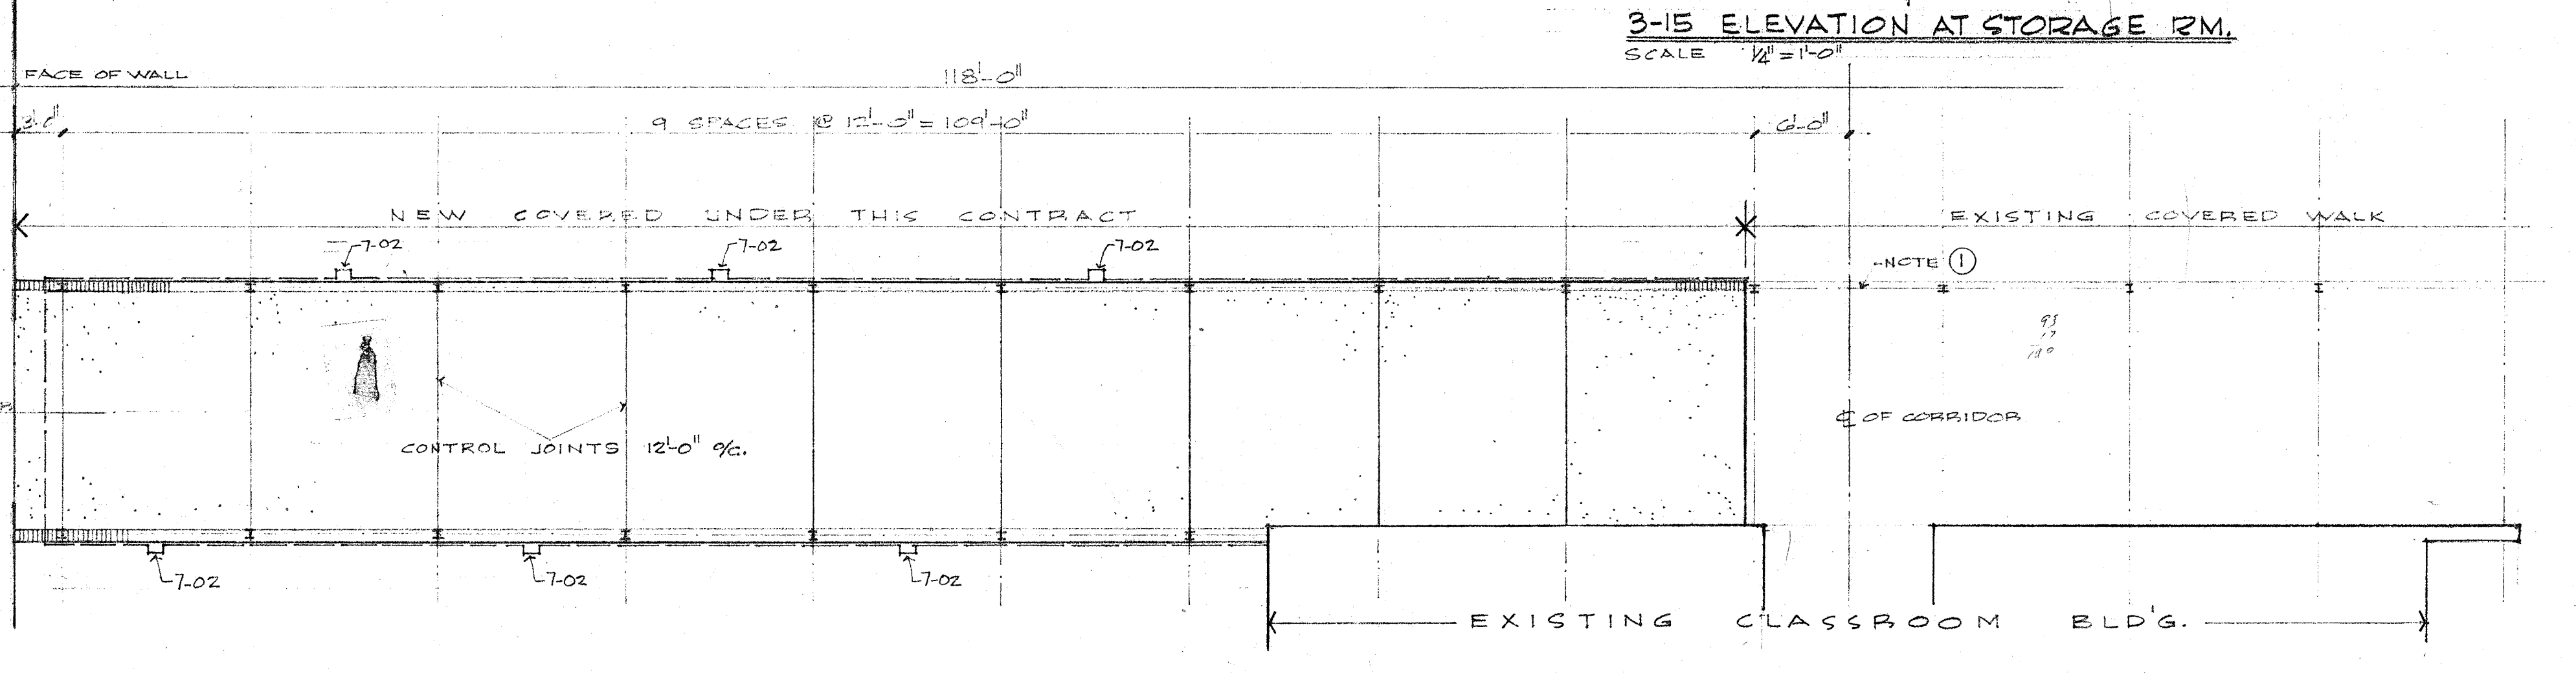 3-15 ELEVATION AT STORAGE RM.
SCALE 1/4"=1'-0"
FACE OF WALL
118'-0"
9 SPACES @ 12'-0" = 109'-0"
6'-0"
NEW COVERED UNDER THIS CONTRACT
EXISTING COVERED WALK
7-02
7-02
7-02
NOTE 1
℄ OF CORRIDOR
CONTROL JOINTS 12'-0" o/c.
7-02
7-02
7-02
EXISTING CLASSROOM BLD'G.